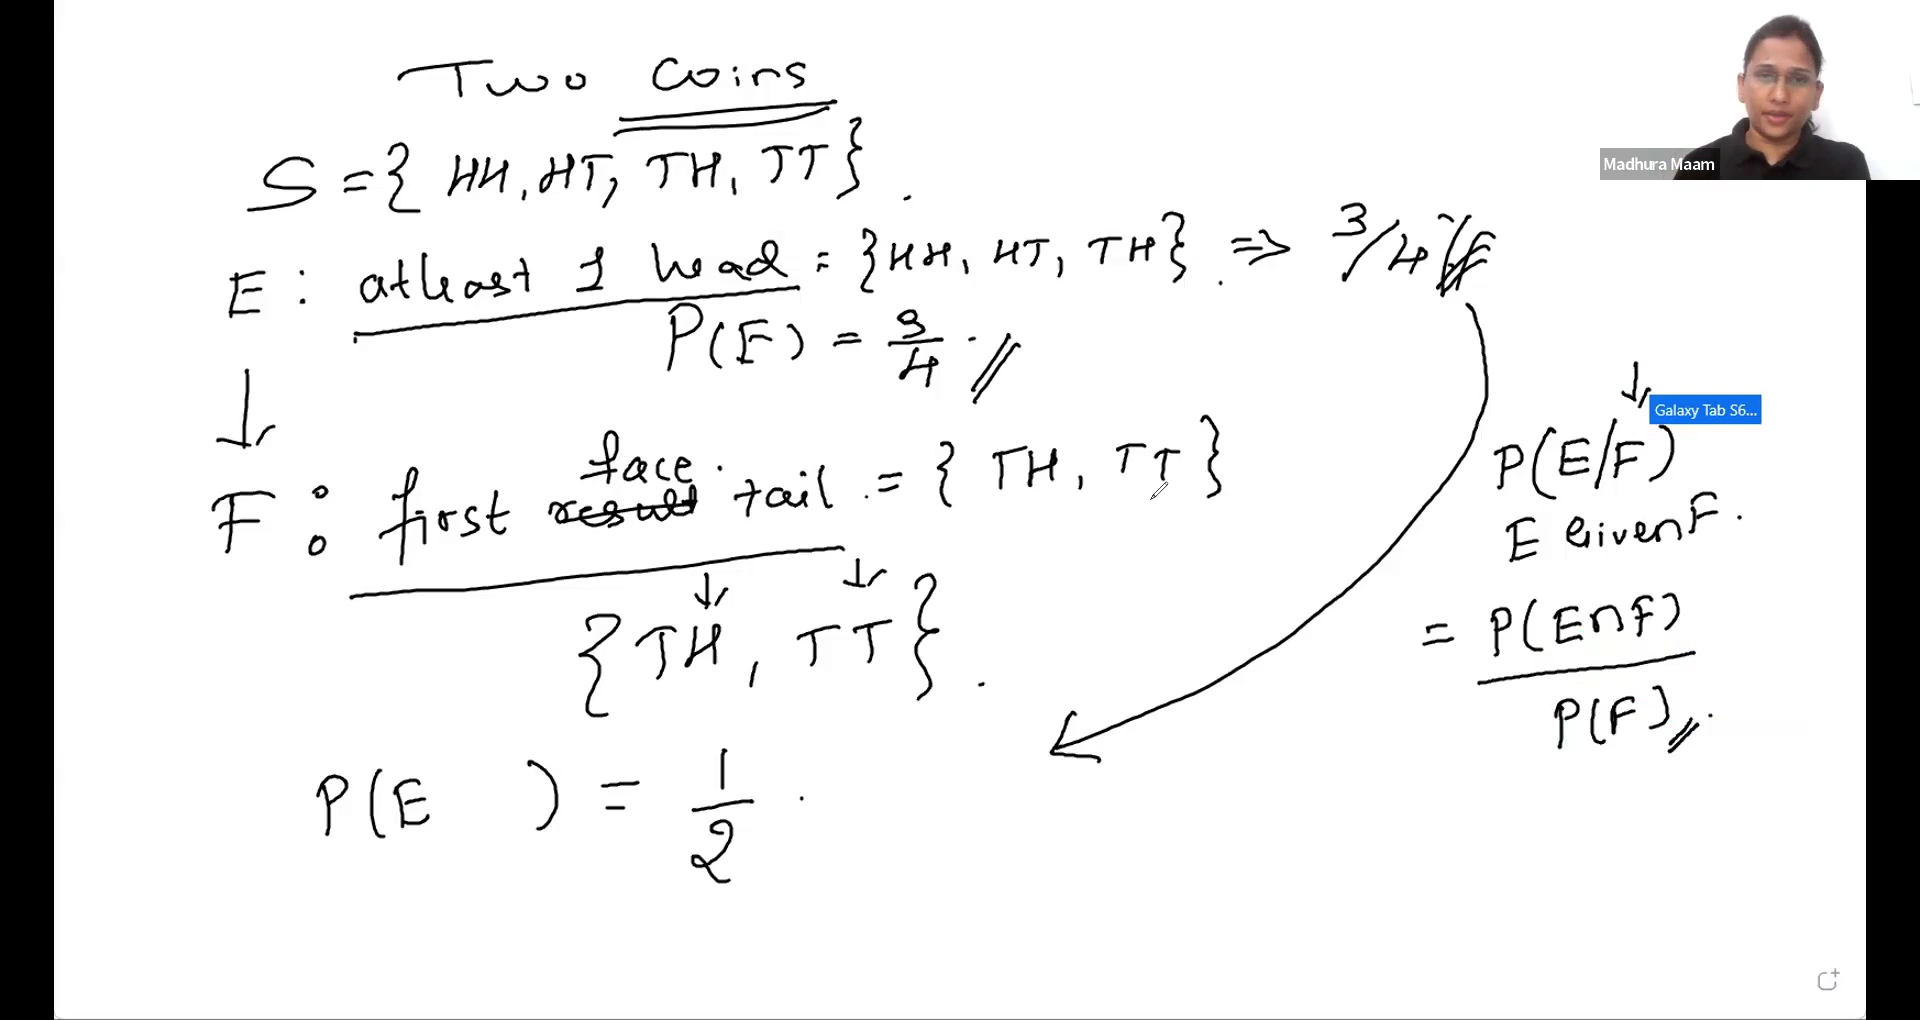 Two Coins
S = { HH, HT, TH, TT } .
Madhura Maam
E : atleast 1 head = {HH, HT, TH} . => 3/4
P(E) = 3/4 . //
Galaxy Tab S6...
P(E/F)
E Given F .
= P(E∩F)
P(F) // .
face .
F : first result tail . = { TH, TT }
{ TH, TT } .
P(E ) = 1/2 .